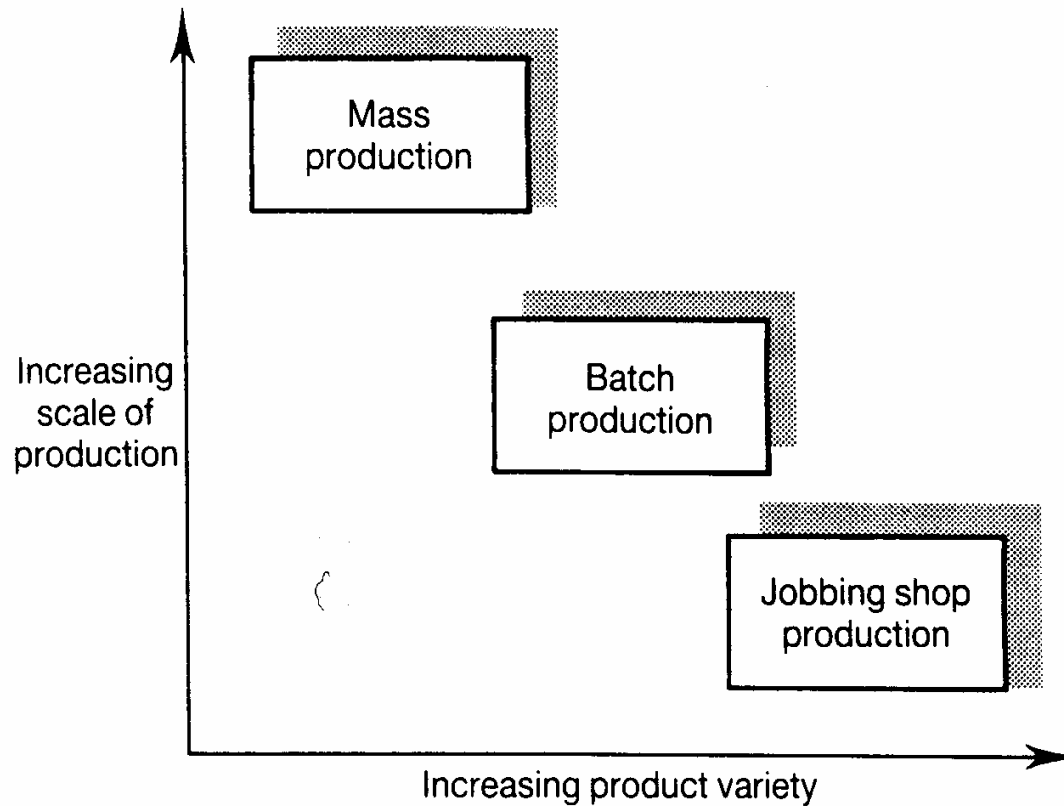 Mass
production
Increasing
scale of
production
Batch
production
Jobbing shop
production
Increasing product variety